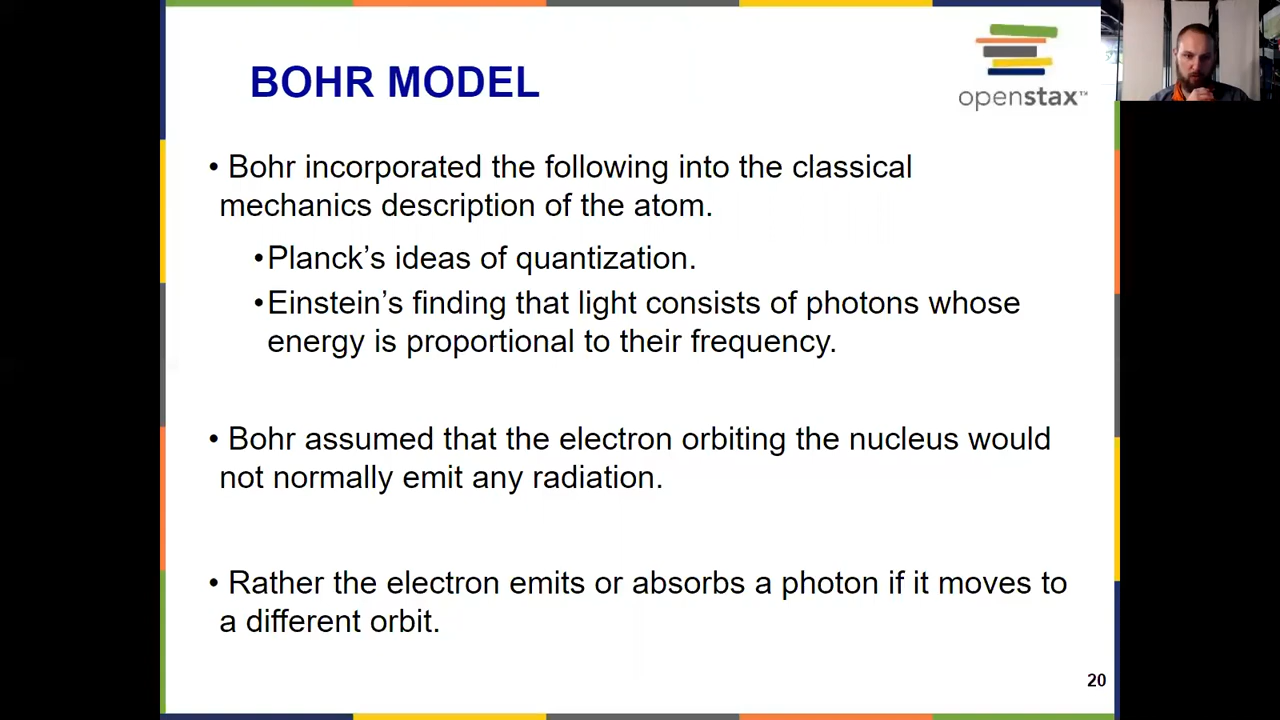 BOHR MODEL
openstax™
• Bohr incorporated the following into the classical
mechanics description of the atom.
•Planck’s ideas of quantization.
•Einstein’s finding that light consists of photons whose
energy is proportional to their frequency.
• Bohr assumed that the electron orbiting the nucleus would
not normally emit any radiation.
• Rather the electron emits or absorbs a photon if it moves to
a different orbit.
20